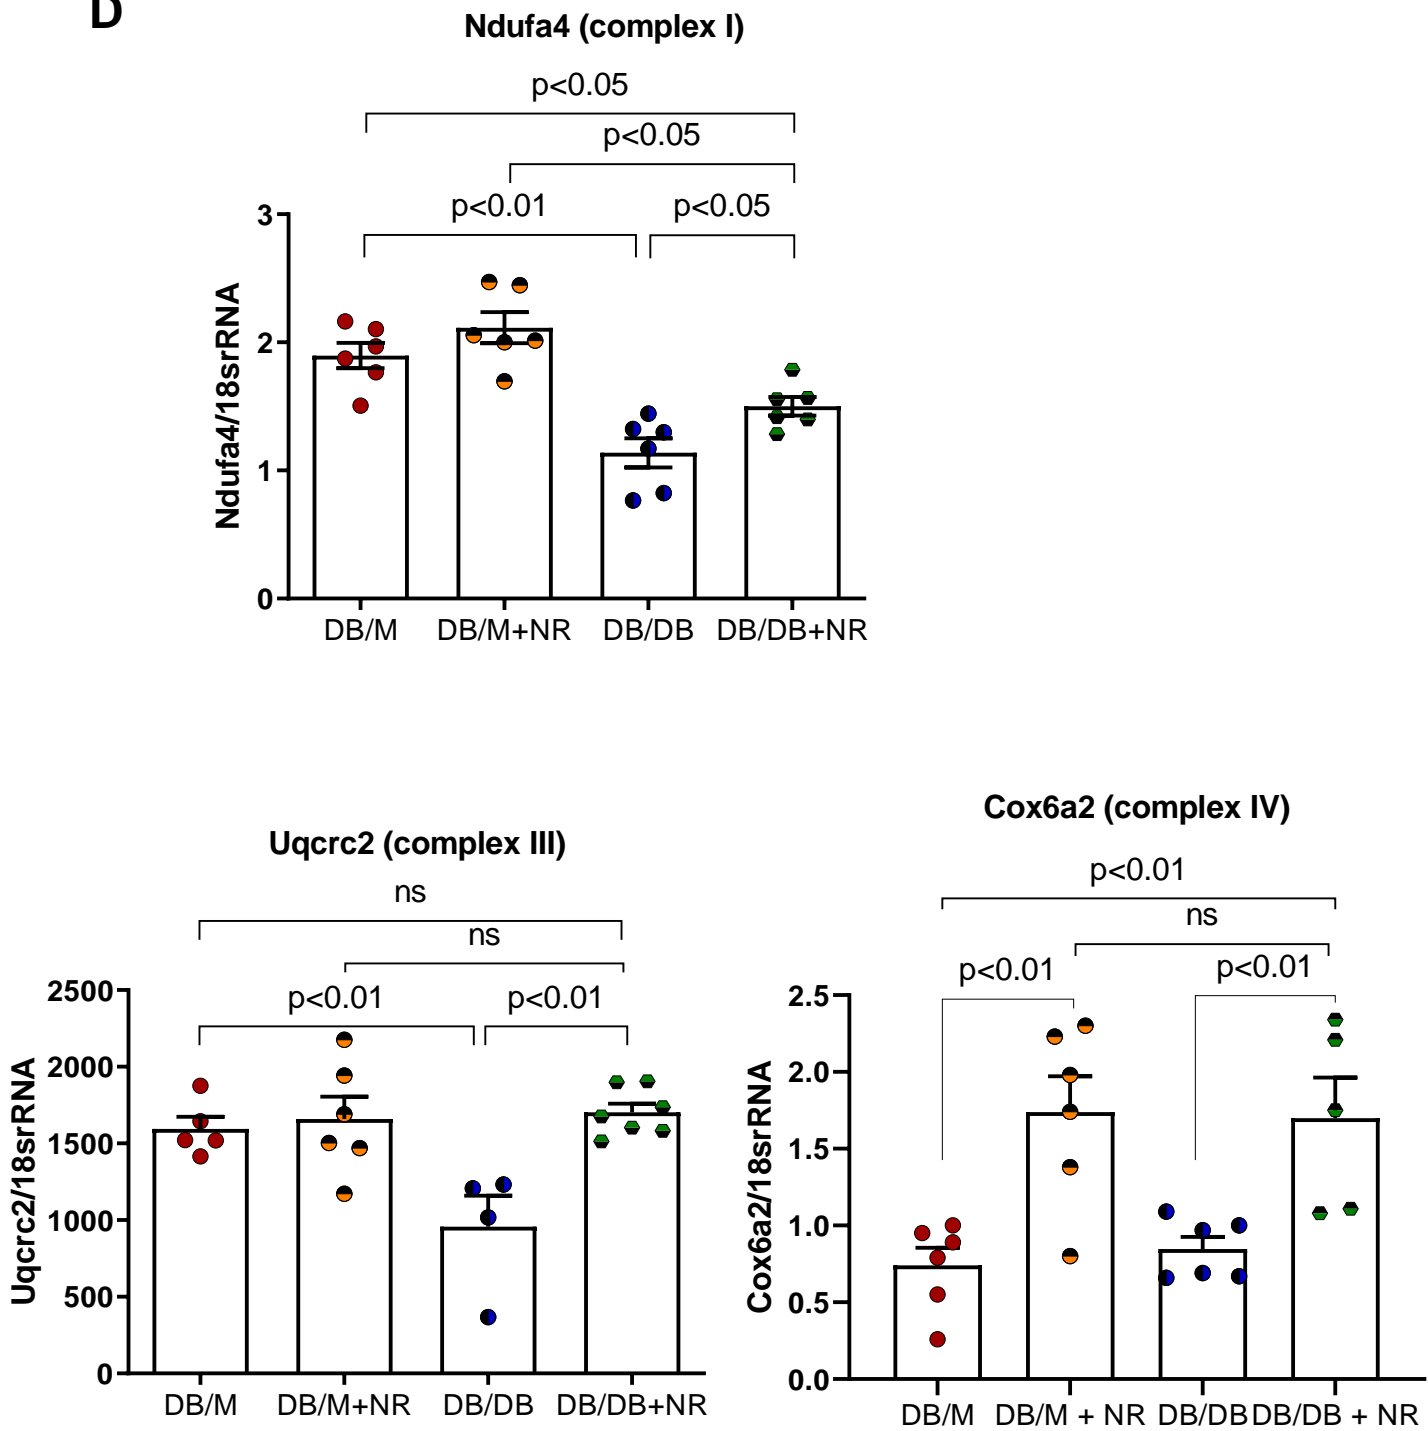 D
Ndufa4 (complex I)
p<0.05
p<0.05
p<0.01 p<0.05
3
2
1
0
Ndufa4/18srRNA
DB/M DB/M+NR DB/DB DB/DB+NR
Uqcrc2 (complex III)
ns
ns
p<0.01 p<0.01
2500
2000
1500
1000
500
0
Uqcrc2/18srRNA
DB/M DB/M+NR DB/DB DB/DB+NR
Cox6a2 (complex IV)
p<0.01
ns
p<0.01 p<0.01
2.5
2.0
1.5
1.0
0.5
0.0
Cox6a2/18srRNA
DB/M DB/M + NR DB/DB DB/DB + NR